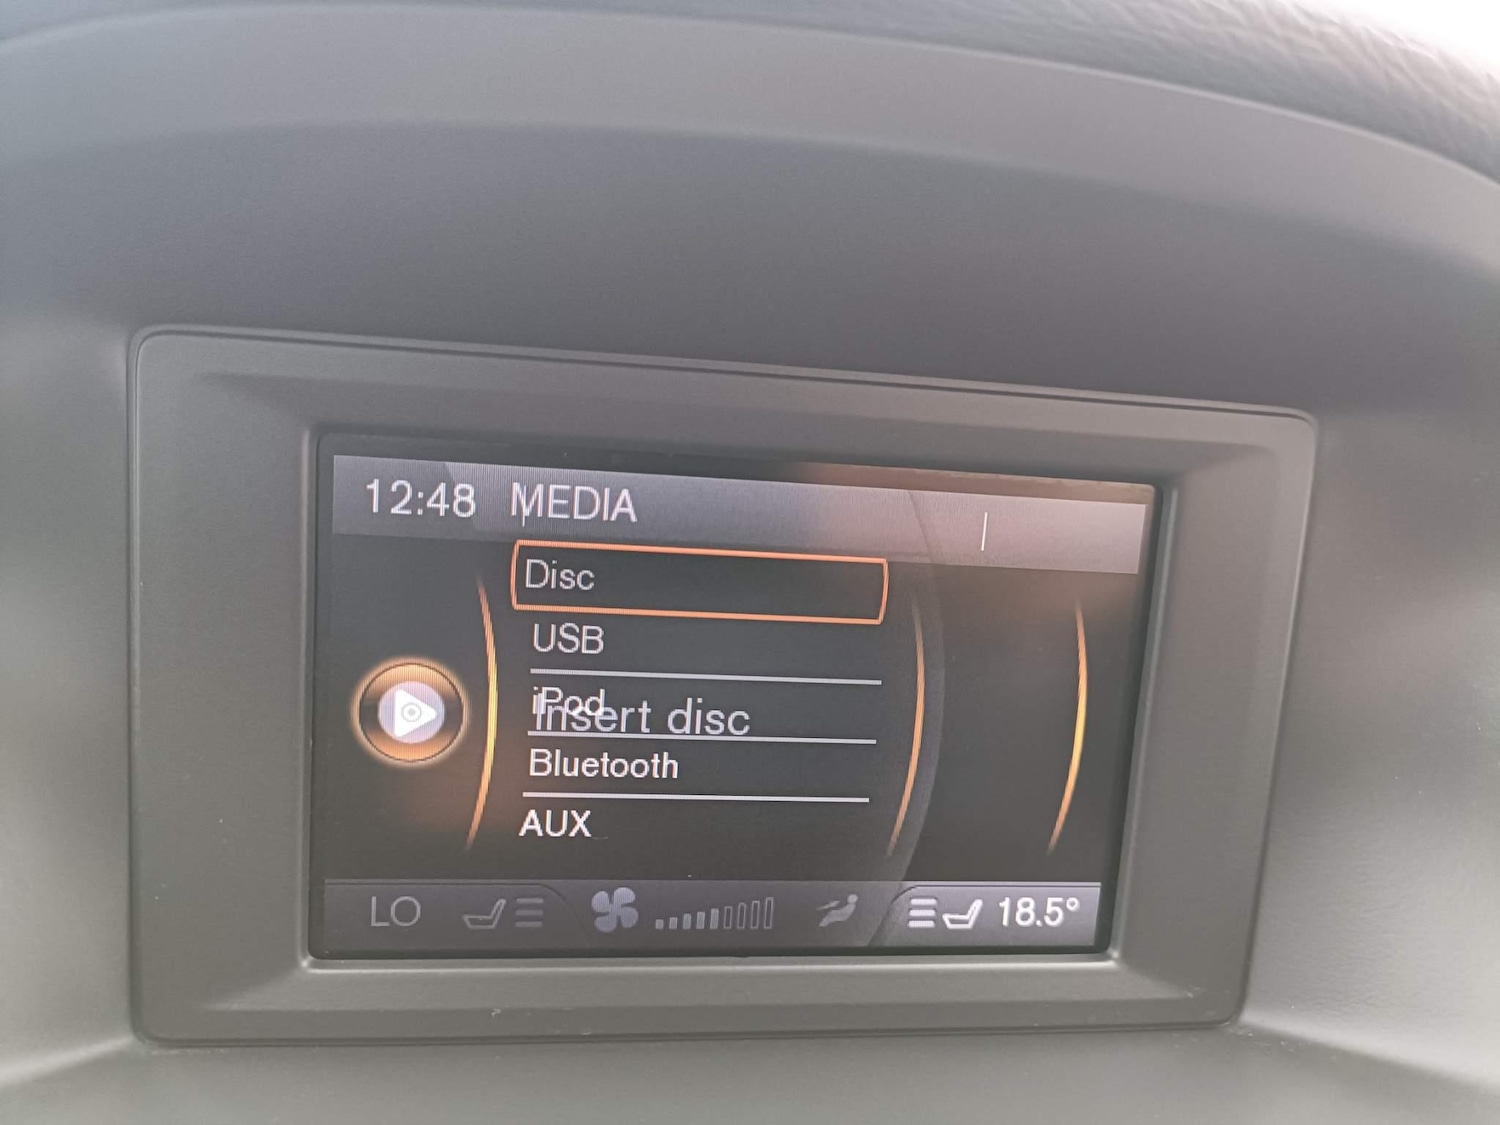 12:48 MEDIA
Disc
USB
iPod
Insert disc
Bluetooth
AUX
LO 18.5°